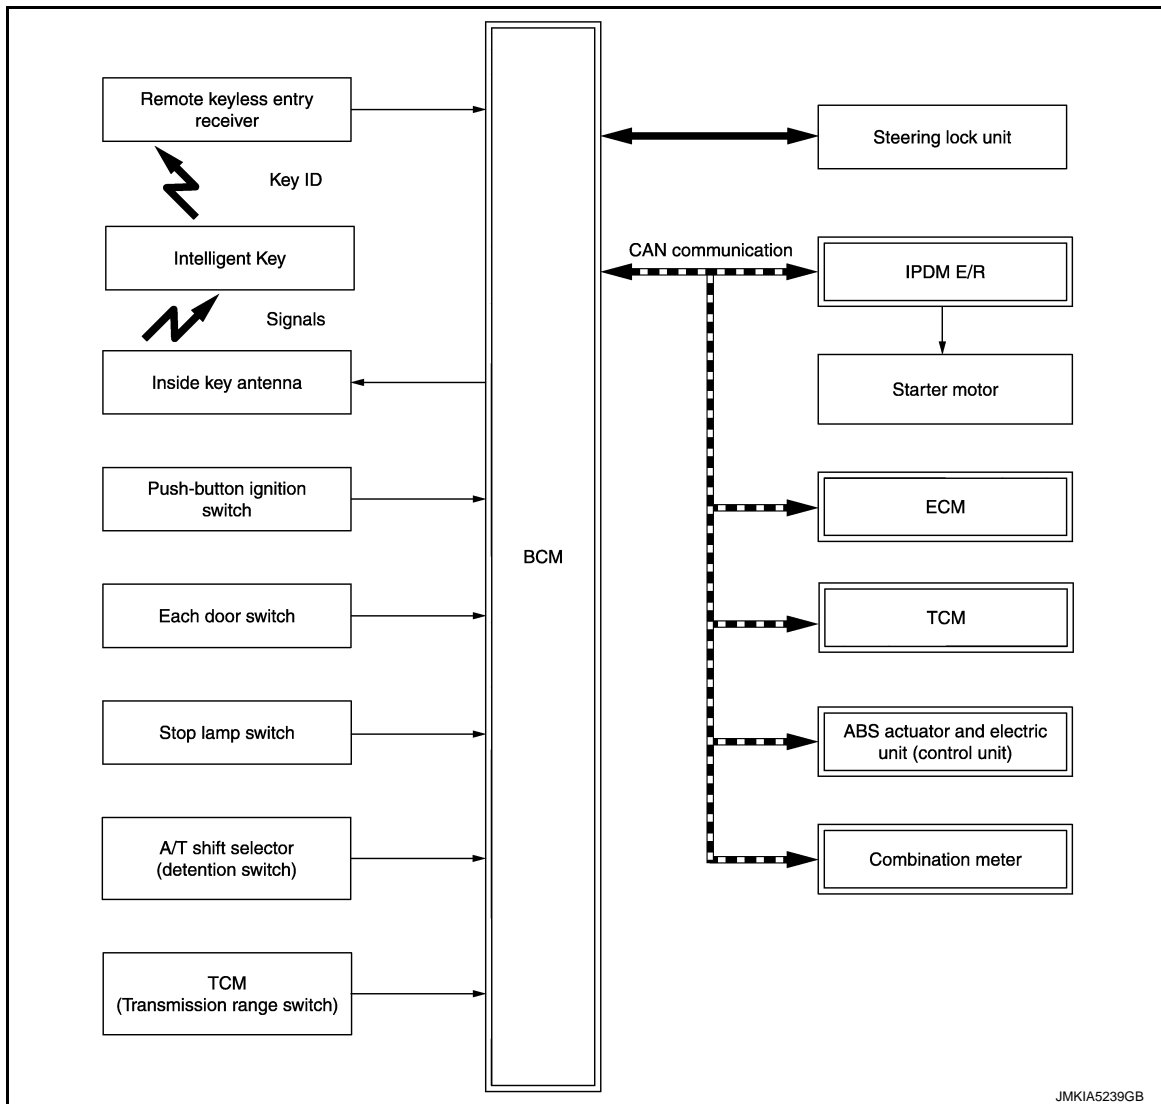 Remote keyless entry
receiver
Key ID
Intelligent Key
Signals
Inside key antenna
Push-button ignition
switch
Each door switch
Stop lamp switch
A/T shift selector
(detention switch)
TCM
(Transmission range switch)
BCM
Steering lock unit
CAN communication
IPDM E/R
Starter motor
ECM
TCM
ABS actuator and electric
unit (control unit)
Combination meter
JMKIA5239GB